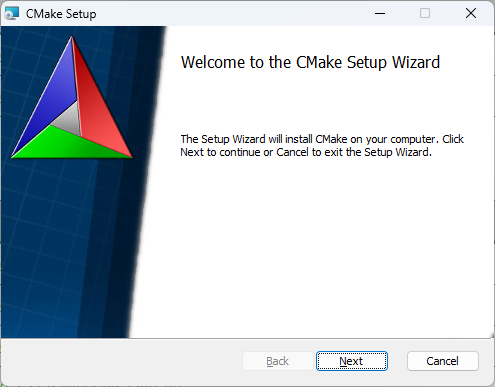 CMake Setup
Welcome to the CMake Setup Wizard
The Setup Wizard will install CMake on your computer. Click
Next to continue or Cancel to exit the Setup Wizard.
Back Next Cancel